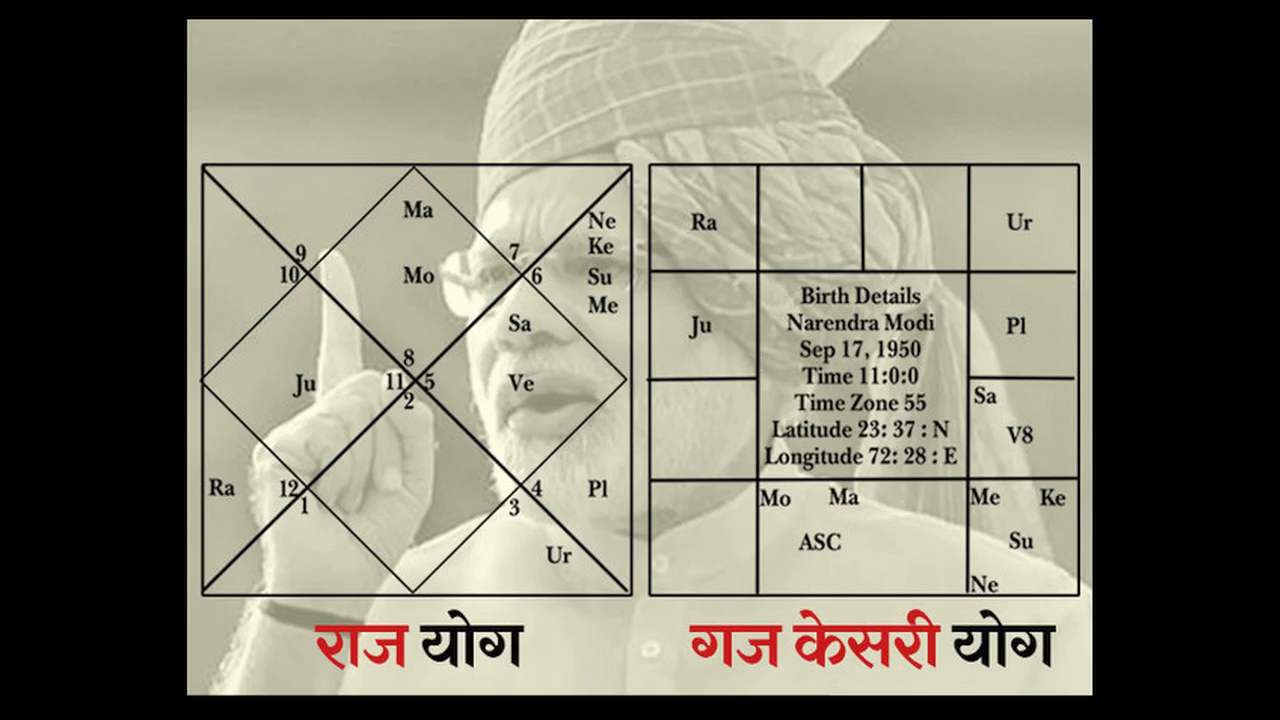 Ma
Ne
Ke
9
7
10
Mo
6
Su
Me
Sa
8
Ju
11
5
Ve
2
Ra
12
4
Pl
1
3
Ur
राज योग
Ra
Ur
Ju
Birth Details
Narendra Modi
Sep 17, 1950
Time 11:0:0
Time Zone 55
Latitude 23: 37 : N
Longitude 72: 28 : E
Pl
Sa
V8
Mo Ma
ASC
Me Ke
Su
Ne
गज केसरी योग